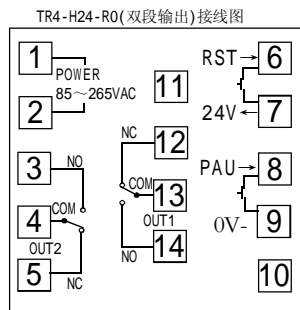 TR4-H24-R0(双段输出)接线图
1
POWER
85～265VAC
2
3
NO
4
COM
OUT2
5
NC
11
NC
12
COM
13
OUT1
NO
14
RST→
6
24V←
7
PAU→
8
0V-
9
10